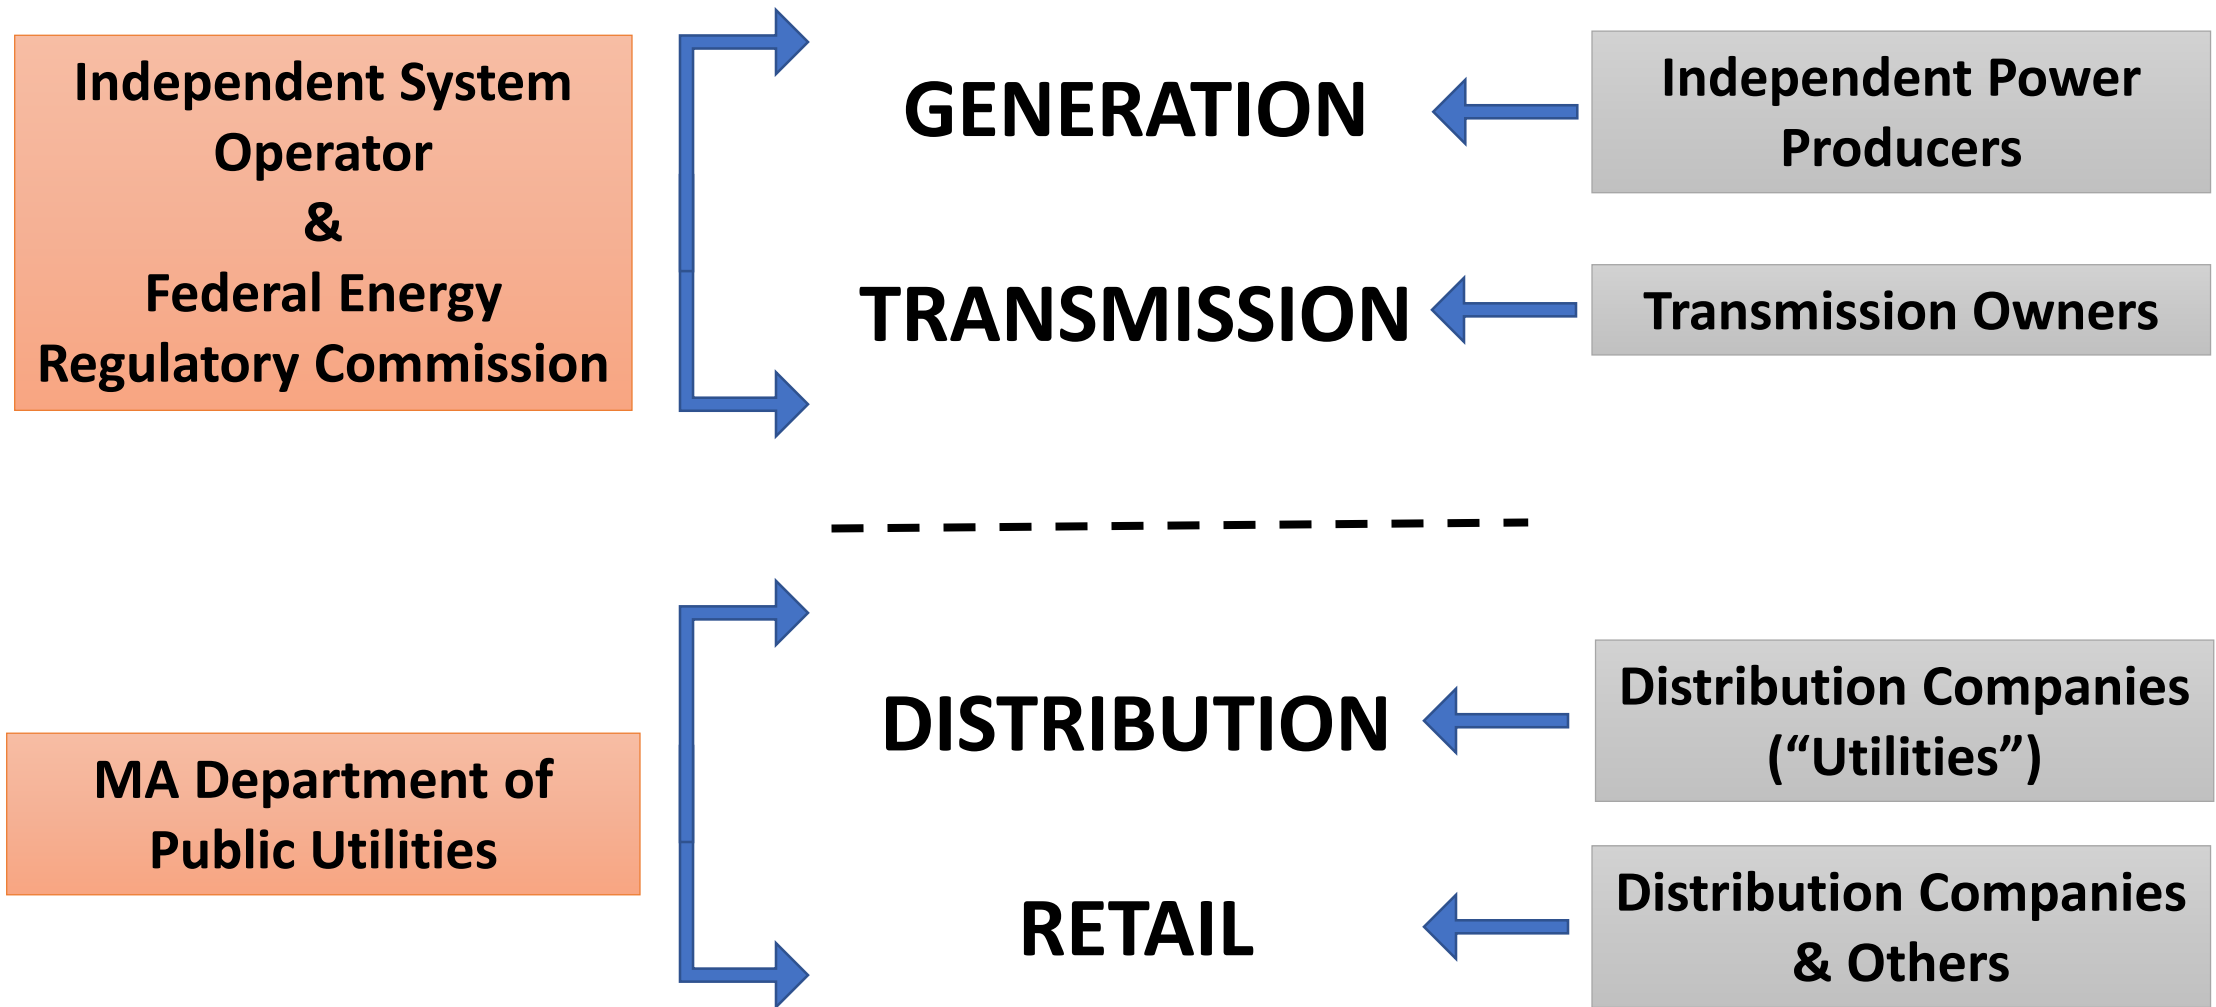 Independent System
Operator
&
Federal Energy
Regulatory Commission
GENERATION
Independent Power
Producers
TRANSMISSION
Transmission Owners
MA Department of
Public Utilities
DISTRIBUTION
Distribution Companies
(“Utilities”)
RETAIL
Distribution Companies
& Others